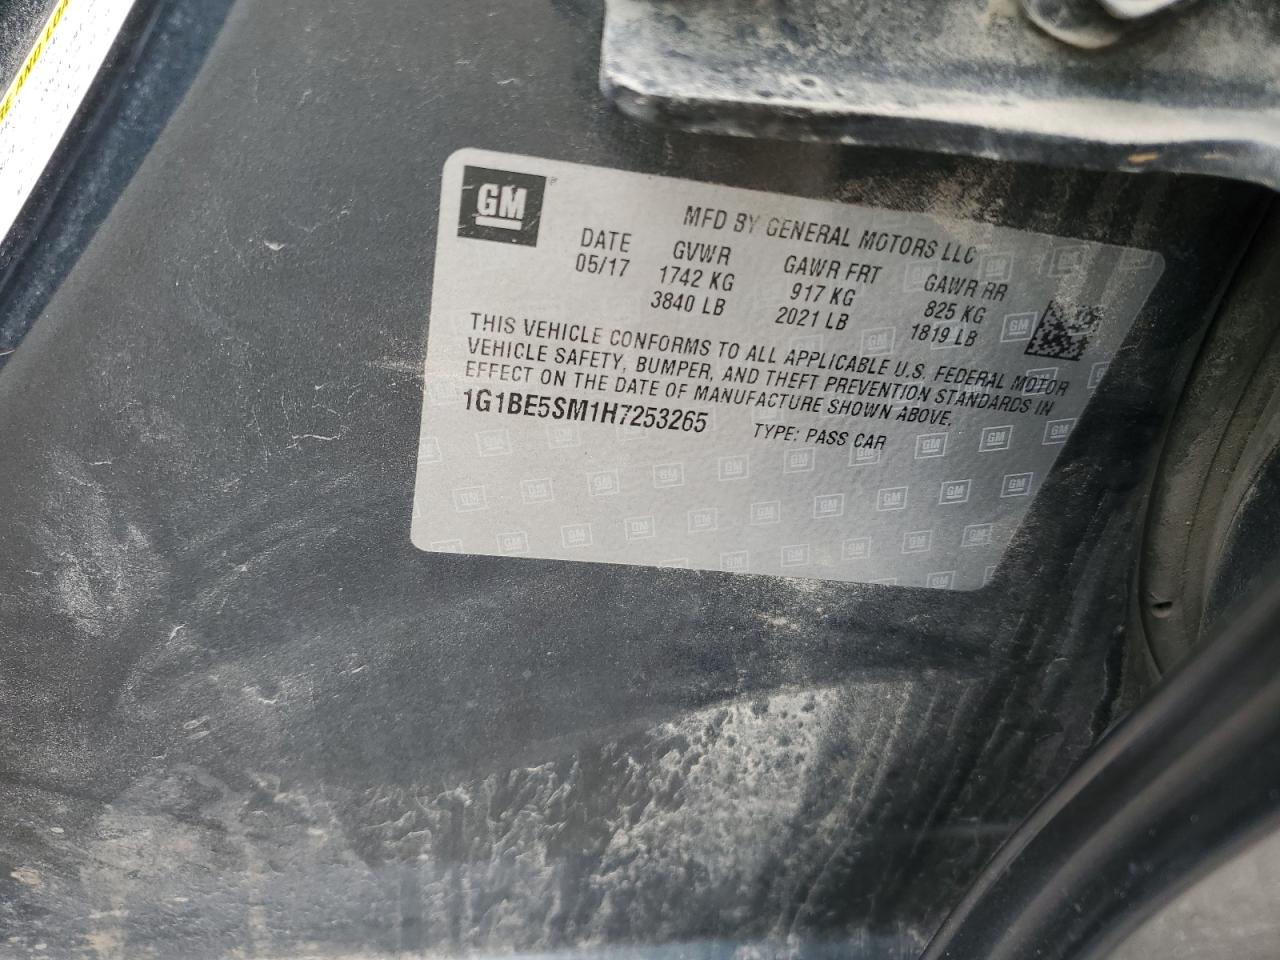 GM
MFD BY GENERAL MOTORS LLC
DATE GVWR GAWR FRT GAWR RR
05/17 1742 KG 917 KG 825 KG
3840 LB 2021 LB 1819 LB
THIS VEHICLE CONFORMS TO ALL APPLICABLE U.S. FEDERAL MOTOR
VEHICLE SAFETY, BUMPER, AND THEFT PREVENTION STANDARDS IN
EFFECT ON THE DATE OF MANUFACTURE SHOWN ABOVE.
1G1BE5SM1H7253265 TYPE: PASS CAR
AND